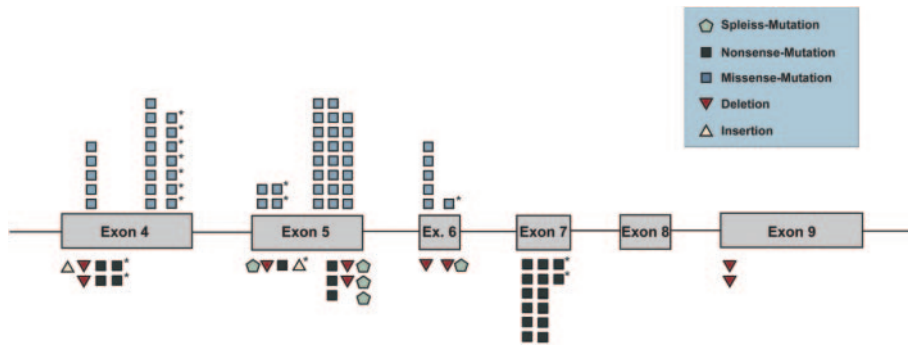 Spleiss-Mutation
Nonsense-Mutation
Missense-Mutation
Deletion
Insertion
Exon 4
Exon 5
Ex. 6
Exon 7
Exon 8
Exon 9